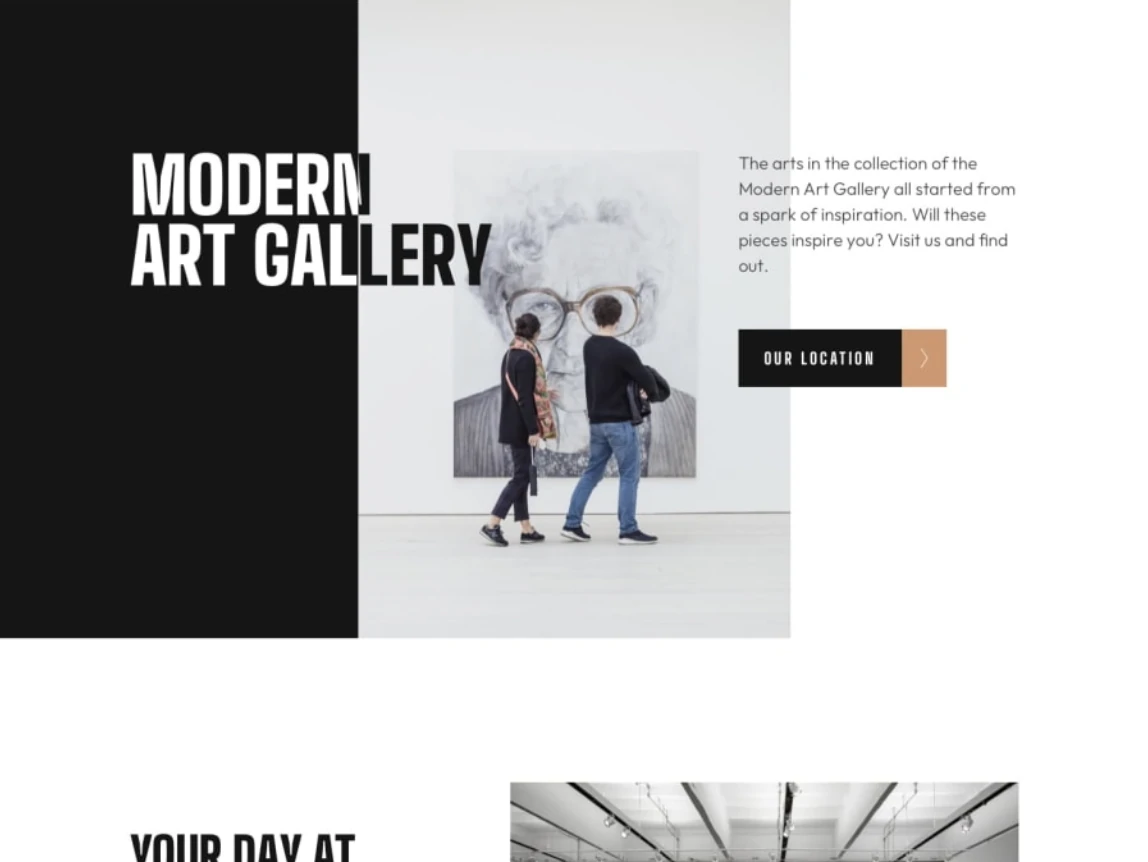 MODERN
ART GALLERY
The arts in the collection of the
Modern Art Gallery all started from
a spark of inspiration. Will these
pieces inspire you? Visit us and find
out.
OUR LOCATION
YOUR DAY AT